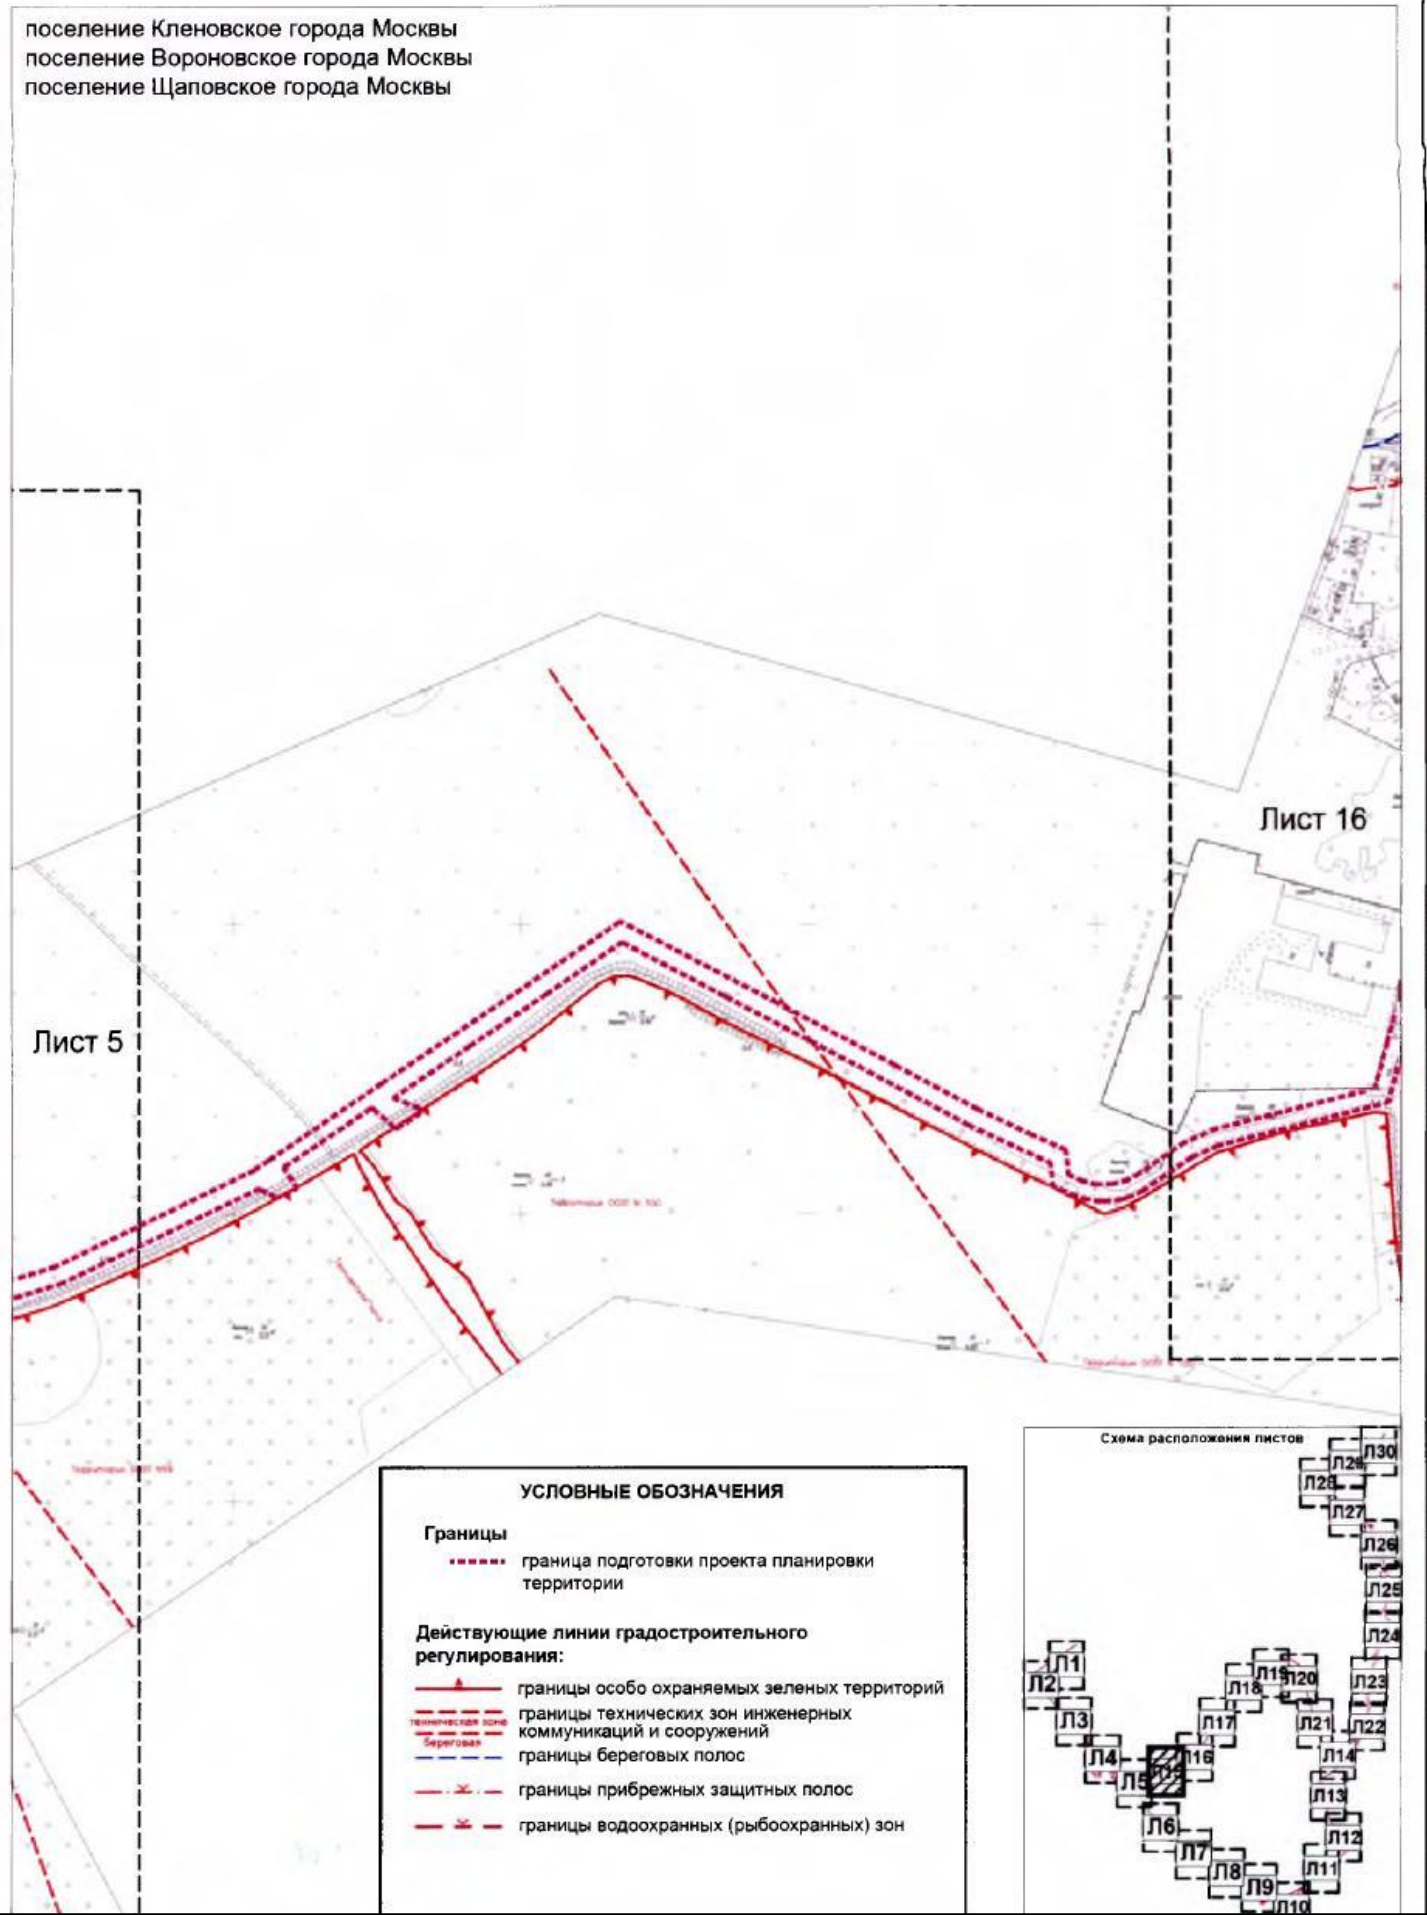 поселение Кленовское города Москвы
поселение Вороновское города Москвы
поселение Щаповское города Москвы
Лист 16
Лист 5
УСЛОВНЫЕ ОБОЗНАЧЕНИЯ
Границы
граница подготовки проекта планировки
территории
Действующие линии градостроительного
регулирования:
границы особо охраняемых зеленых территорий
техническая зона
границы технических зон инженерных
коммуникаций и сооружений
береговая
границы береговых полос
границы прибрежных защитных полос
границы водоохранных (рыбоохранных) зон
Схема расположения листов
Л30
Л28
Л27
Л26
Л25
Л24
Л1
Л2
Л19
Л20
Л23
Л18
Л3
Л17
Л21
Л22
Л4
Л16
Л14
Л5
Л13
Л6
Л12
Л7
Л8
Л11
Л9
Л10